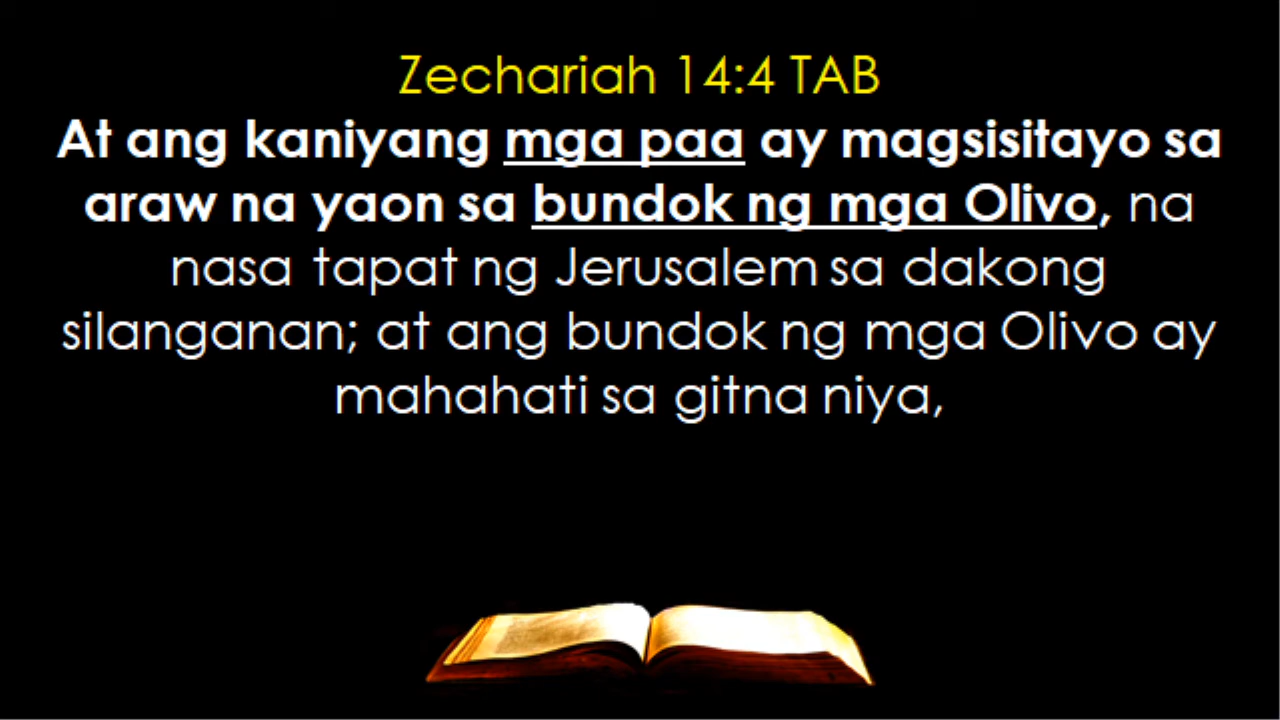 Zechariah 14:4 TAB
At ang kaniyang mga paa ay magsisitayo sa
araw na yaon sa bundok ng mga Olivo, na
nasa tapat ng Jerusalem sa dakong
silanganan; at ang bundok ng mga Olivo ay
mahahati sa gitna niya,